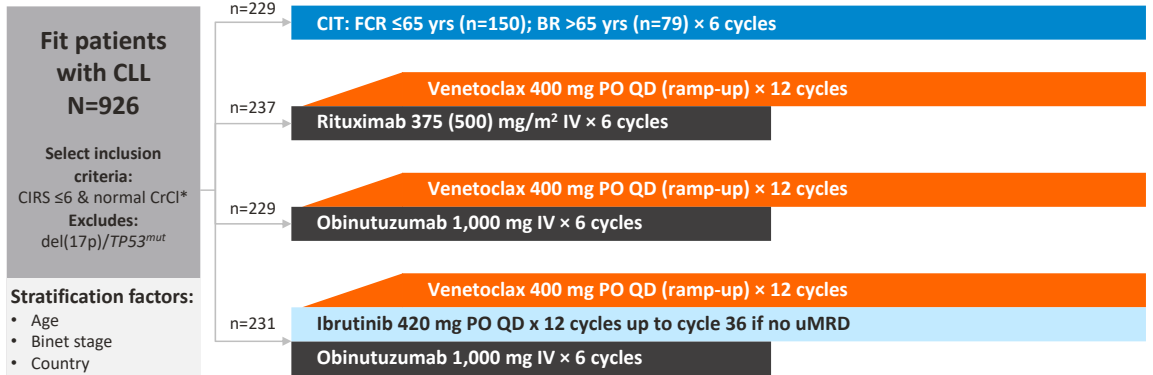 Fit patients
with CLL
N=926
Select inclusion
criteria:
CIRS ≤6 & normal CrCl*
Excludes:
del(17p)/TP53ᵐᵘᵗ
Stratification factors:
• Age
• Binet stage
• Country
n=229
CIT: FCR ≤65 yrs (n=150); BR >65 yrs (n=79) × 6 cycles
n=237
Venetoclax 400 mg PO QD (ramp-up) × 12 cycles
Rituximab 375 (500) mg/m² IV × 6 cycles
n=229
Venetoclax 400 mg PO QD (ramp-up) × 12 cycles
Obinutuzumab 1,000 mg IV × 6 cycles
n=231
Venetoclax 400 mg PO QD (ramp-up) × 12 cycles
Ibrutinib 420 mg PO QD x 12 cycles up to cycle 36 if no uMRD
Obinutuzumab 1,000 mg IV × 6 cycles